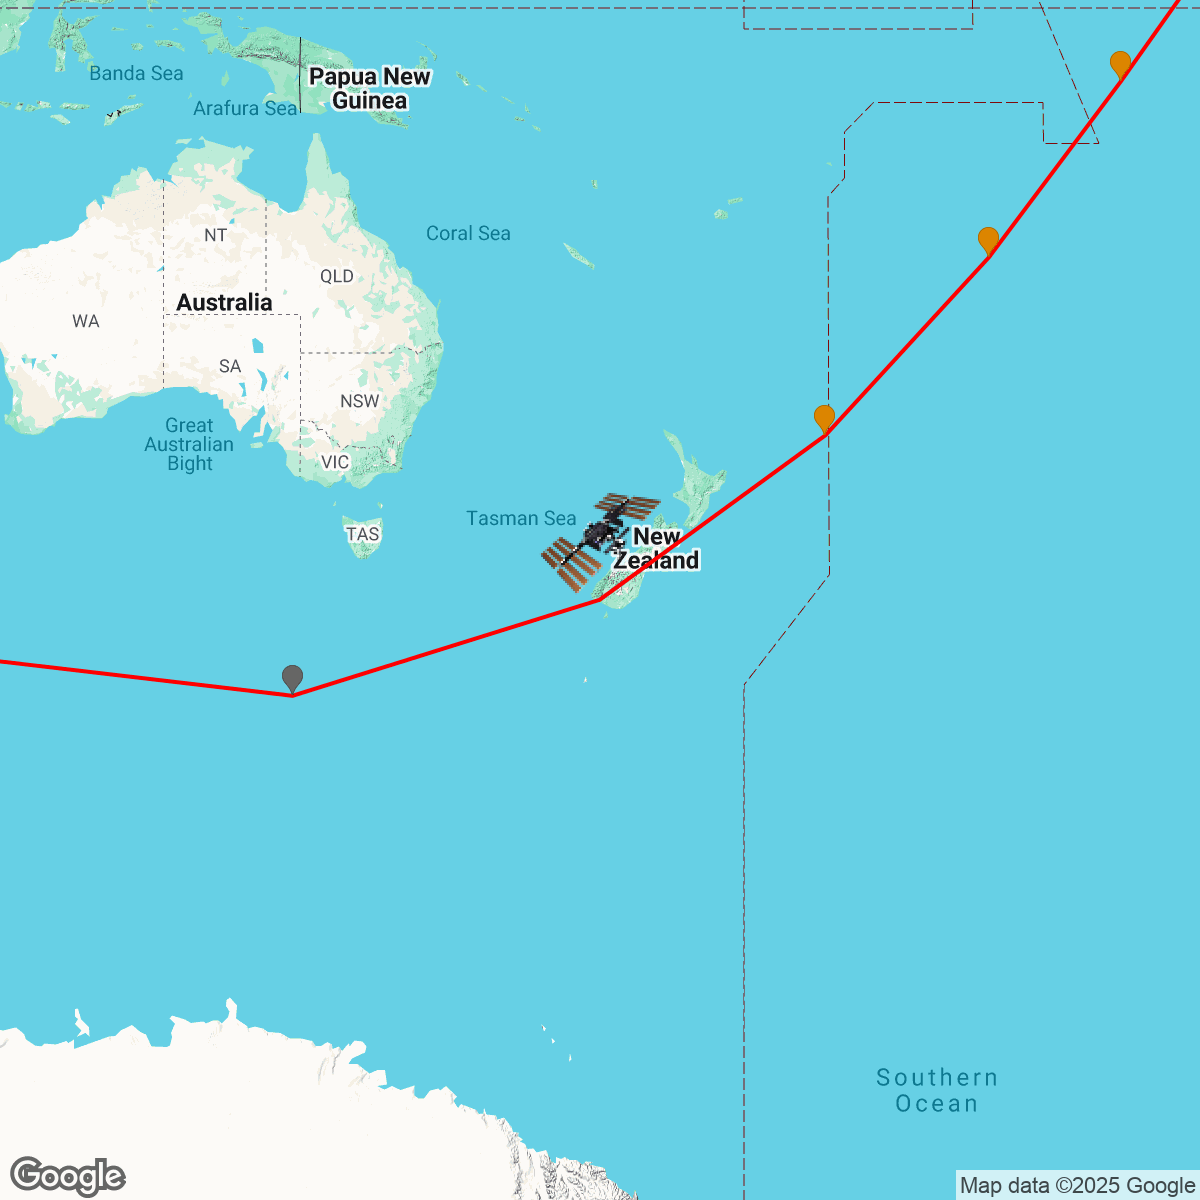 Banda Sea
Papua New
Guinea
Arafura Sea
NT
Coral Sea
QLD
Australia
WA
SA
NSW
Great
Australian
Bight
VIC
Tasman Sea
TAS
New
Zealand
Southern
Ocean
Google
Map data ©2025 Google